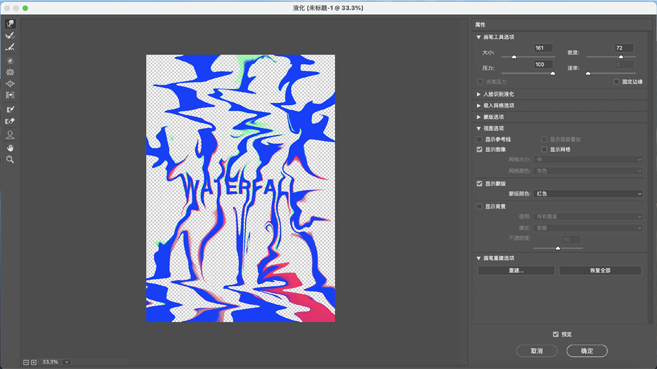 液化 [未标题-1 @ 33.3%]
属性
画笔工具选项
大小: 161 密度: 72
压力: 100 速率:
光笔压力 固定边缘
人脸识别液化
载入网格选项
蒙版选项
视图选项
显示参考线 显示面部叠加
显示图像 显示网格
网格大小: 中
网格颜色:
显示蒙版
蒙版颜色: 红色
显示背景
使用: 所有图层
模式: 前面
不透明度: 50
画笔重建选项
重建... 恢复全部
预览
取消 确定
WATERFALL
33.3%